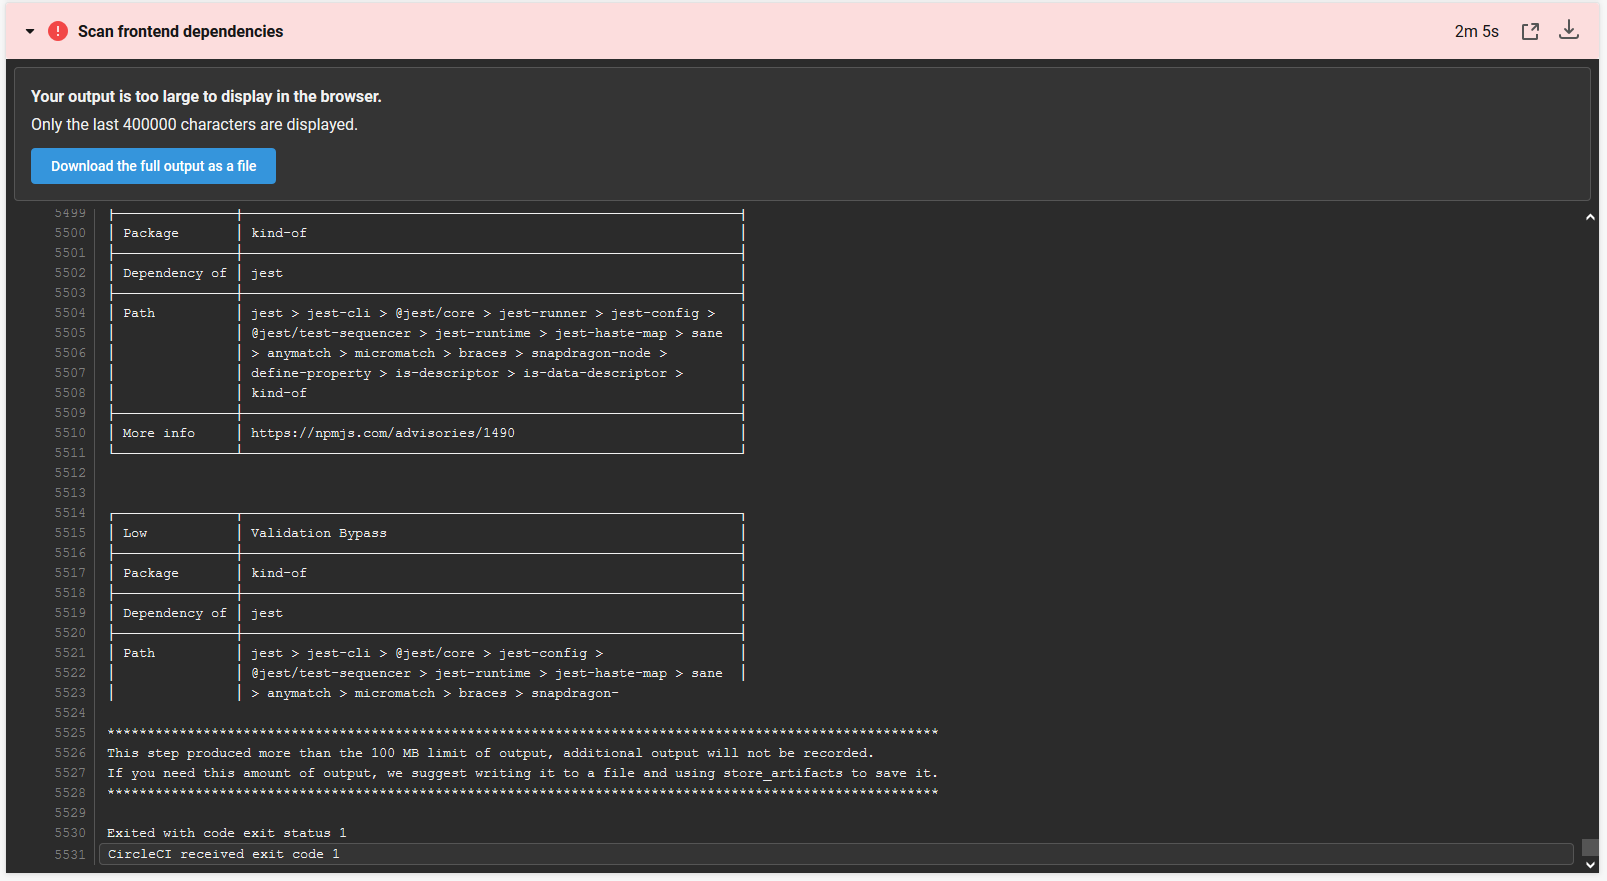 Scan frontend dependencies
2m 5s
Your output is too large to display in the browser.
Only the last 400000 characters are displayed.
Download the full output as a file
5499
5500 Package kind-of
5501
5502 Dependency of jest
5503
5504 Path jest > jest-cli > @jest/core > jest-runner > jest-config >
5505 @jest/test-sequencer > jest-runtime > jest-haste-map > sane
5506 > anymatch > micromatch > braces > snapdragon-node >
5507 define-property > is-descriptor > is-data-descriptor >
5508 kind-of
5509
5510 More info https://npmjs.com/advisories/1490
5511
5512
5513
5514
5515 Low Validation Bypass
5516
5517 Package kind-of
5518
5519 Dependency of jest
5520
5521 Path jest > jest-cli > @jest/core > jest-config >
5522 @jest/test-sequencer > jest-runtime > jest-haste-map > sane
5523 > anymatch > micromatch > braces > snapdragon-
5524
5525 ********************************************************************************************************
5526 This step produced more than the 100 MB limit of output, additional output will not be recorded.
5527 If you need this amount of output, we suggest writing it to a file and using store_artifacts to save it.
5528 ********************************************************************************************************
5529
5530 Exited with code exit status 1
5531 CircleCI received exit code 1